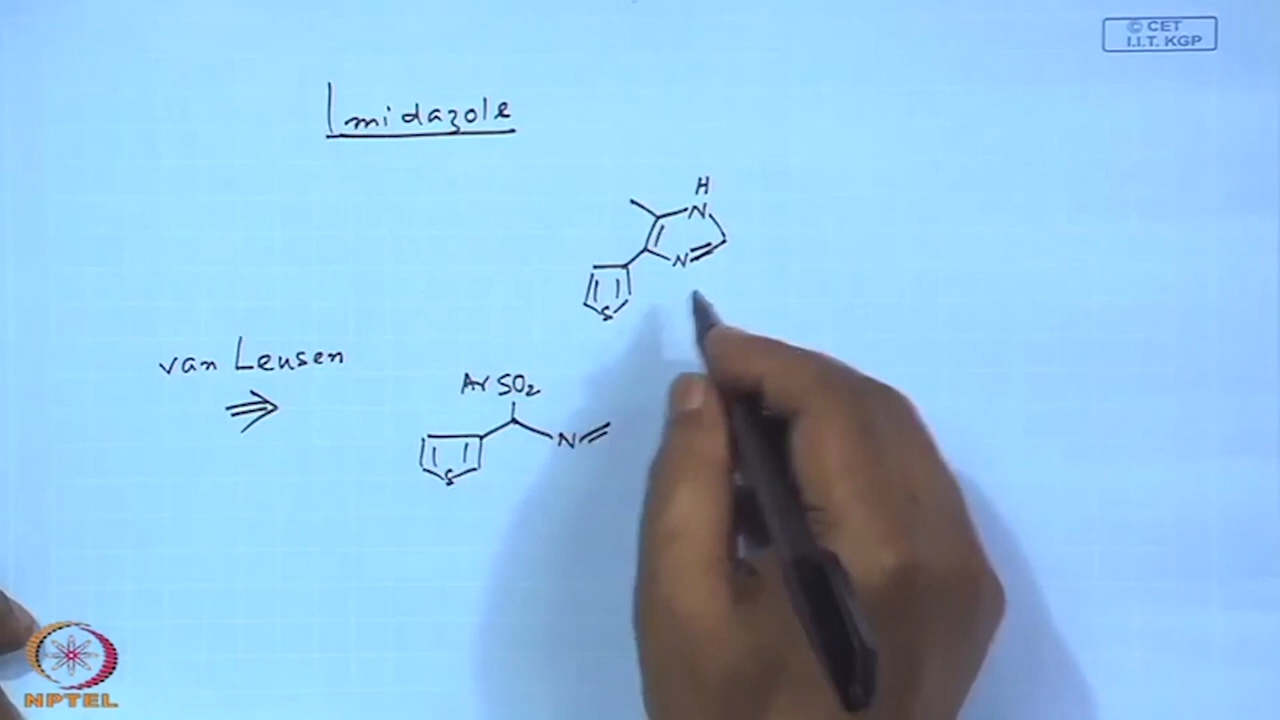 © CET
I.I.T. KGP
Imidazole
H
N
N
S
van Leusen
ArSO2
N
S
NPTEL